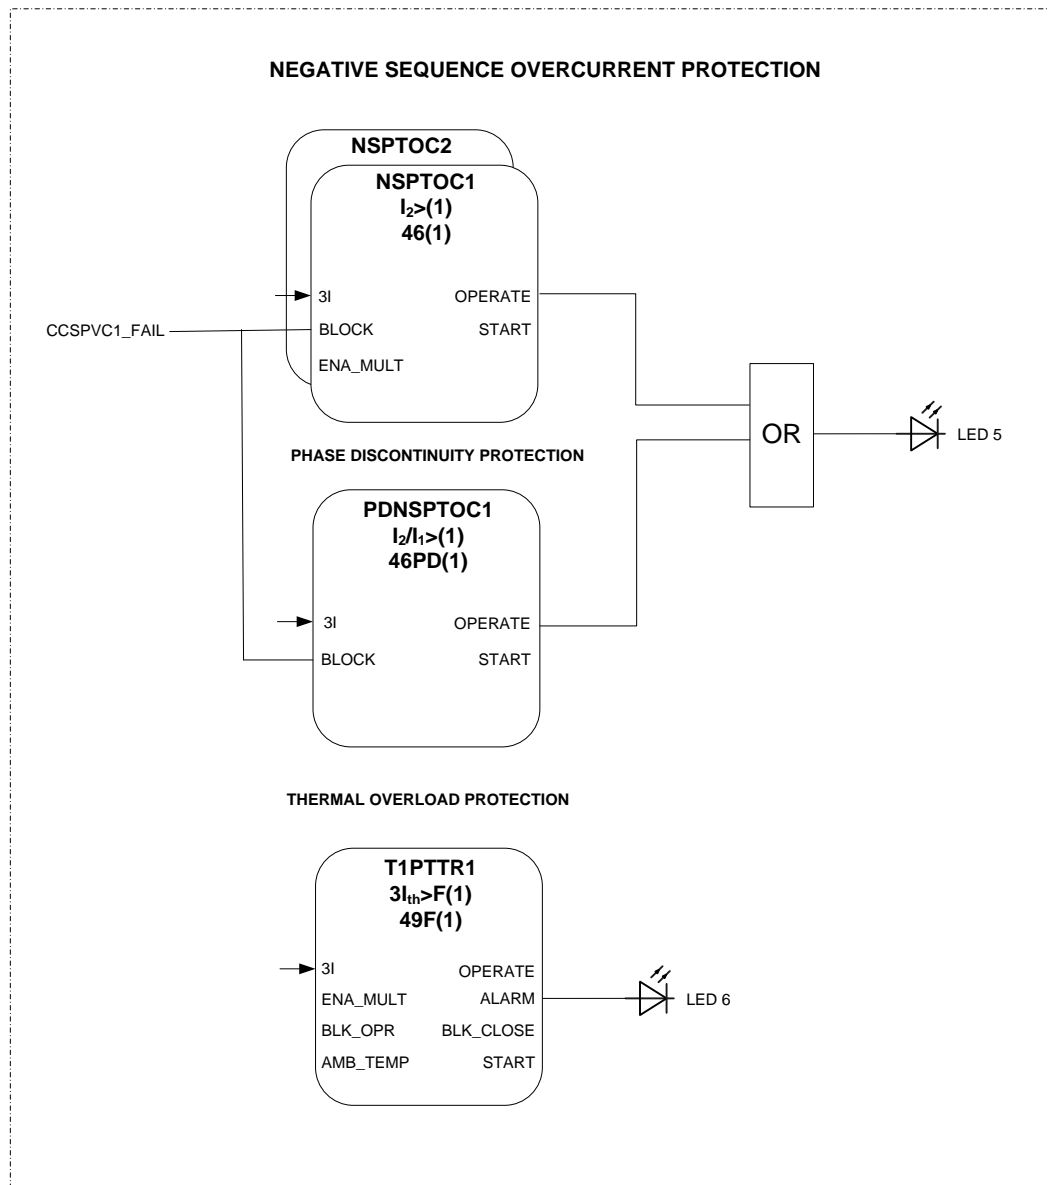 NEGATIVE SEQUENCE OVERCURRENT PROTECTION
NSPTOC2
NSPTOC1
I₂>(1)
46(1)
3I
OPERATE
CCSPVC1_FAIL
BLOCK
START
ENA_MULT
OR
LED 5
PHASE DISCONTINUITY PROTECTION
PDNSPTOC1
I₂/I₁>(1)
46PD(1)
3I
OPERATE
BLOCK
START
THERMAL OVERLOAD PROTECTION
T1PTTR1
3Iₜₕ>F(1)
49F(1)
3I
OPERATE
ENA_MULT
ALARM
LED 6
BLK_OPR
BLK_CLOSE
AMB_TEMP
START